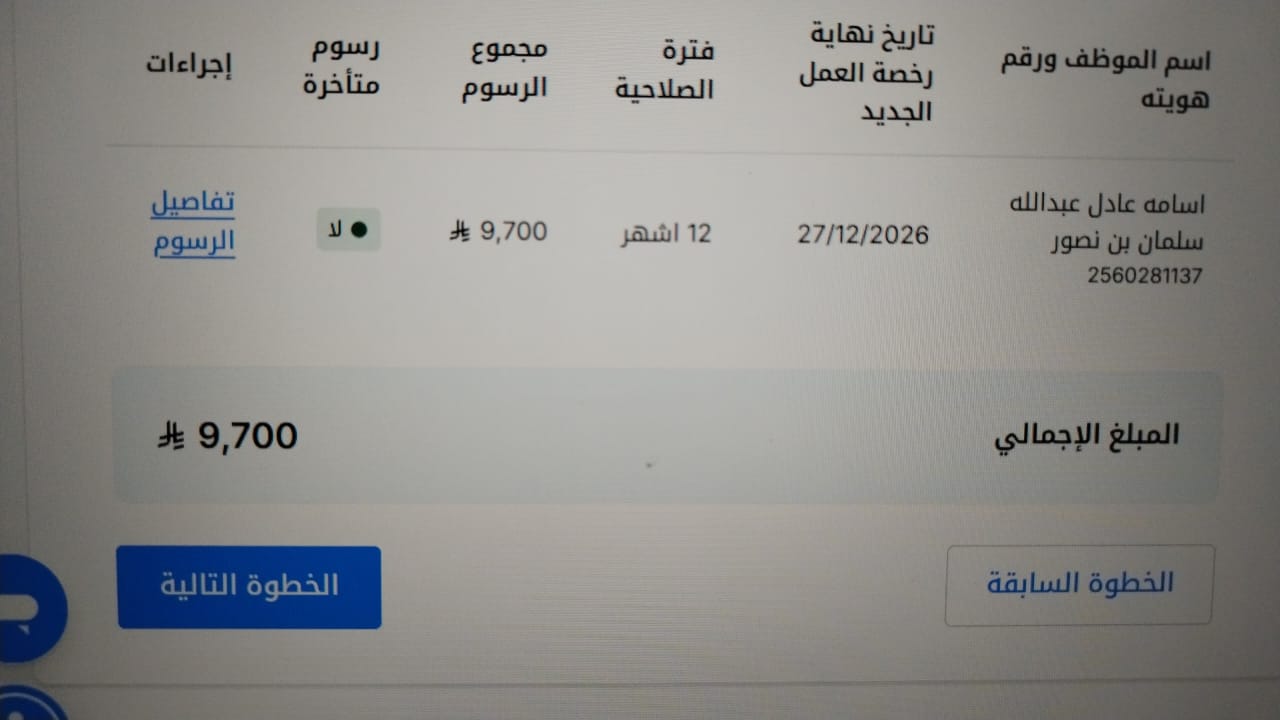 اسم الموظف ورقم هويته
تاريخ نهاية رخصة العمل الجديد
فترة الصلاحية
مجموع الرسوم
رسوم متأخرة
إجراءات
اسامه عادل عبدالله
سلمان بن نصور
2560281137
27/12/2026
12 اشهر
9,700
لا
تفاصيل الرسوم
المبلغ الإجمالي
9,700
الخطوة السابقة
الخطوة التالية